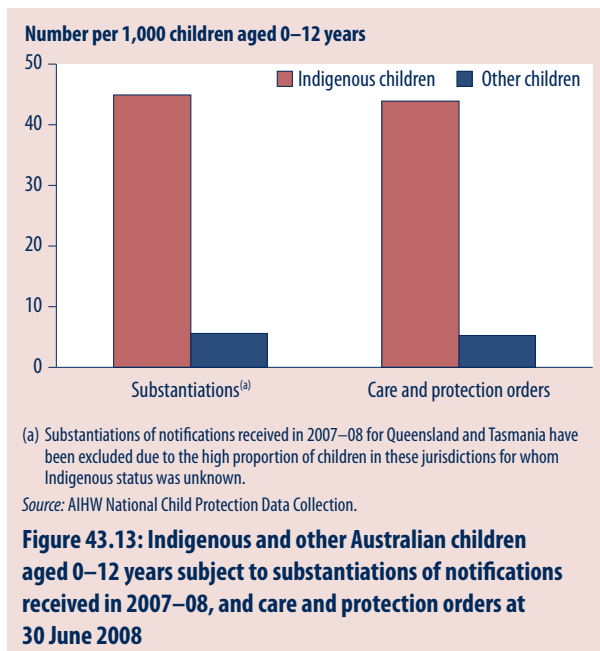 Number per 1,000 children aged 0–12 years
50
Indigenous children
Other children
40
30
20
10
0
Substantiations(a)
Care and protection orders
(a) Substantiations of notifications received in 2007–08 for Queensland and Tasmania have
been excluded due to the high proportion of children in these jurisdictions for whom
Indigenous status was unknown.
Source: AIHW National Child Protection Data Collection.
Figure 43.13: Indigenous and other Australian children
aged 0–12 years subject to substantiations of notifications
received in 2007–08, and care and protection orders at
30 June 2008